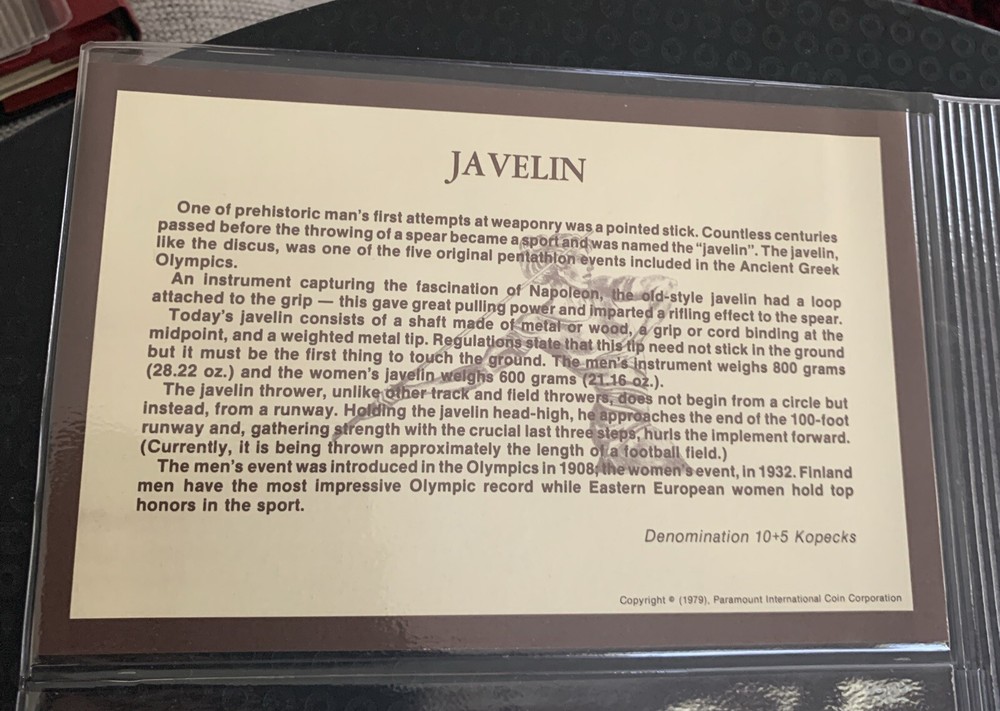 JAVELIN
One of prehistoric man's first attempts at weaponry was a pointed stick. Countless centuries
passed before the throwing of a spear became a sport and was named the "javelin". The javelin,
like the discus, was one of the five original pentathlon events included in the Ancient Greek
Olympics.
An instrument capturing the fascination of Napoleon, the old-style javelin had a loop
attached to the grip — this gave great pulling power and imparted a rifling effect to the spear.
Today's javelin consists of a shaft made of metal or wood, a grip or cord binding at the
midpoint, and a weighted metal tip. Regulations state that this tip need not stick in the ground
but it must be the first thing to touch the ground. The men's instrument weighs 800 grams
(28.22 oz.) and the women's javelin weighs 600 grams (21.16 oz.).
The javelin thrower, unlike other track and field throwers, does not begin from a circle but
instead, from a runway. Holding the javelin head-high, he approaches the end of the 100-foot
runway and, gathering strength with the crucial last three steps, hurls the implement forward.
(Currently, it is being thrown approximately the length of a football field.)
The men's event was introduced in the Olympics in 1908; the women's event, in 1932. Finland
men have the most impressive Olympic record while Eastern European women hold top
honors in the sport.
Denomination 10+5 Kopecks
Copyright © (1979), Paramount International Coin Corporation